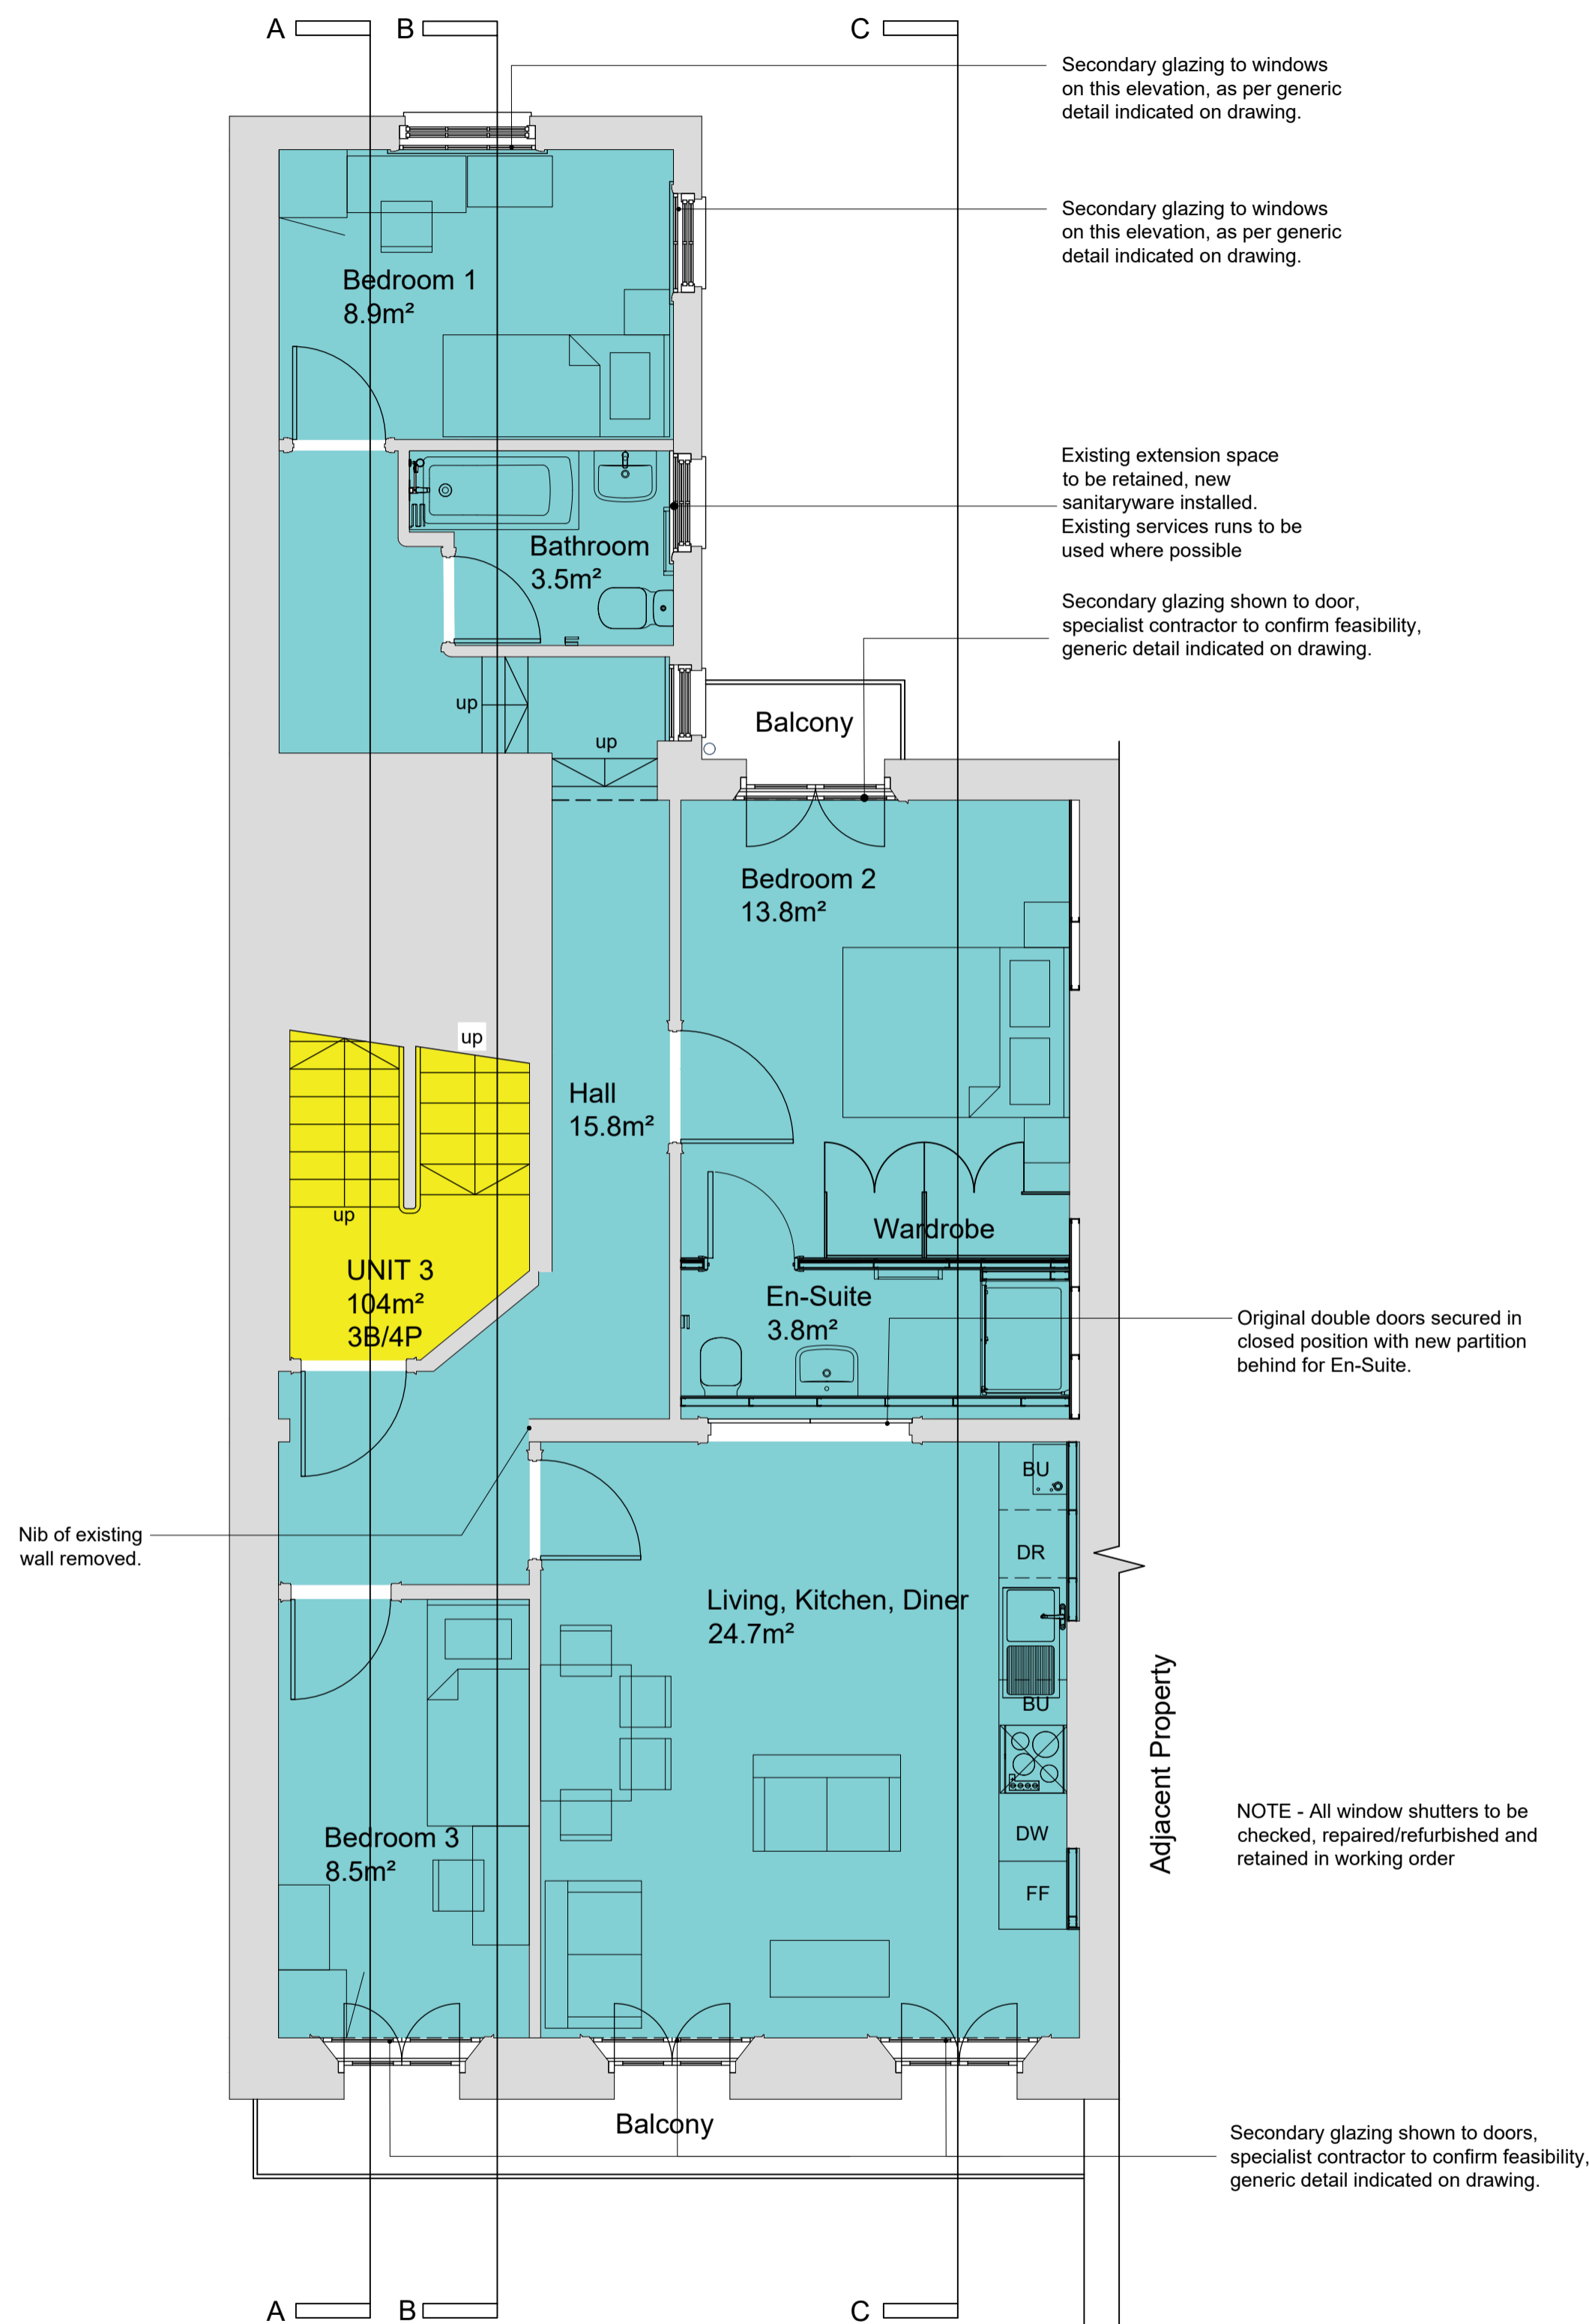 A
B
C
Secondary glazing to windows
on this elevation, as per generic
detail indicated on drawing.
Secondary glazing to windows
on this elevation, as per generic
detail indicated on drawing.
Bedroom 1
8.9m²
Existing extension space
to be retained, new
sanitaryware installed.
Existing services runs to be
used where possible
Bathroom
3.5m²
Secondary glazing shown to door,
specialist contractor to confirm feasibility,
generic detail indicated on drawing.
up
up
Balcony
Bedroom 2
13.8m²
up
Hall
15.8m²
up
Wardrobe
UNIT 3
104m²
3B/4P
En-Suite
3.8m²
Original double doors secured in
closed position with new partition
behind for En-Suite.
BU
Nib of existing
wall removed.
DR
Living, Kitchen, Diner
24.7m²
BU
Adjacent Property
DW
FF
Bedroom 3
8.5m²
NOTE - All window shutters to be
checked, repaired/refurbished and
retained in working order
Balcony
Secondary glazing shown to doors,
specialist contractor to confirm feasibility,
generic detail indicated on drawing.
A
B
C